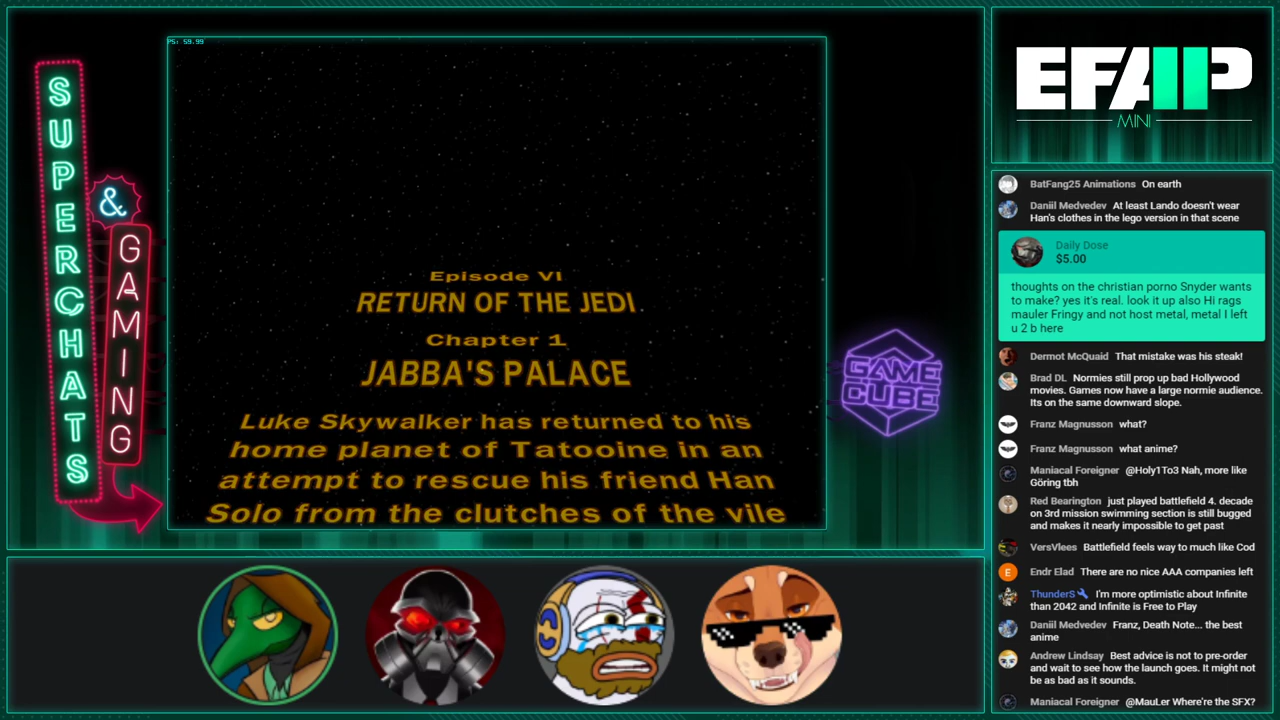 SUPERCHATS
&
GAMING
PS: 59.99
Episode VI
RETURN OF THE JEDI
Chapter 1
JABBA'S PALACE
Luke Skywalker has returned to his
home planet of Tatooine in an
attempt to rescue his friend Han
Solo from the clutches of the vile
GAME
CUBE
EFAP
MINI
BatFang25 Animations On earth
Daniil Medvedev At least Lando doesn't wear
Han's clothes in the lego version in that scene
Daily Dose
$5.00
thoughts on the christian porno Snyder wants
to make? yes it's real. look it up also Hi rags
mauler Fringy and not host metal, metal I left
u 2 b here
Dermot McQuaid That mistake was his steak!
Brad DL Normies still prop up bad Hollywood
movies. Games now have a large normie audience.
Its on the same downward slope.
Franz Magnusson what?
Franz Magnusson what anime?
Maniacal Foreigner @Holy1To3 Nah, more like
Göring tbh
Red Bearington just played battlefield 4. decade
on 3rd mission swimming section is still bugged
and makes it nearly impossible to get past
VersVlees Battlefield feels way to much like Cod
E
Endr Elad There are no nice AAA companies left
ThunderS I'm more optimistic about Infinite
than 2042 and Infinite is Free to Play
Daniil Medvedev Franz, Death Note... the best
anime
Andrew Lindsay Best advice is not to pre-order
and wait to see how the launch goes. It might not
be as bad as it sounds.
Maniacal Foreigner @MauLer Where're the SFX?